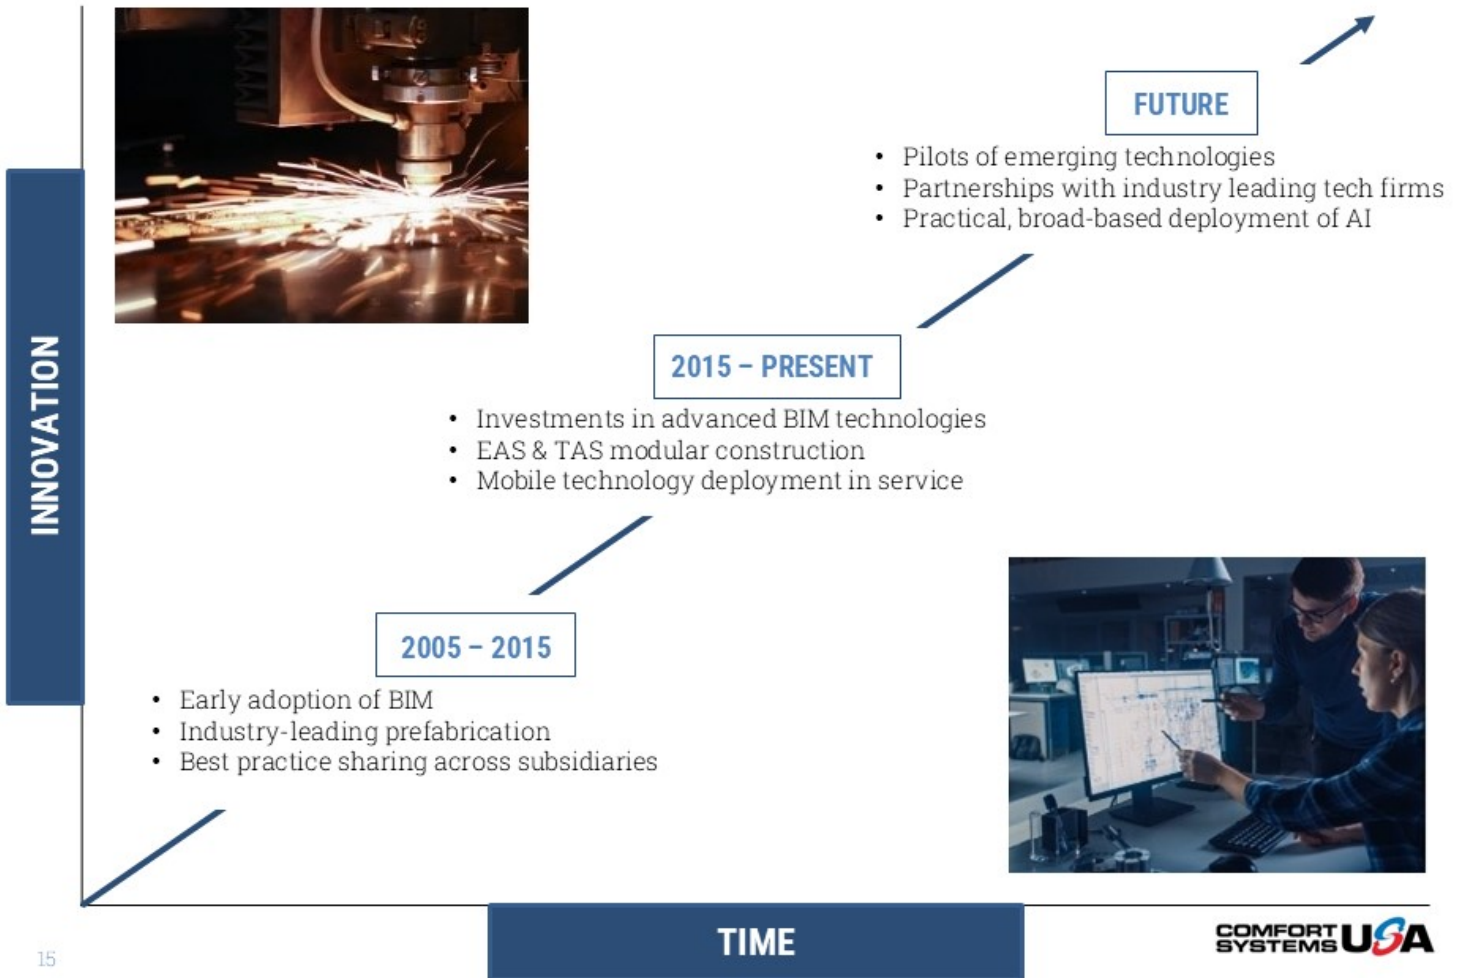 FUTURE
• Pilots of emerging technologies
• Partnerships with industry leading tech firms
• Practical, broad-based deployment of AI
2015 – PRESENT
• Investments in advanced BIM technologies
• EAS & TAS modular construction
• Mobile technology deployment in service
INNOVATION
2005 – 2015
• Early adoption of BIM
• Industry-leading prefabrication
• Best practice sharing across subsidiaries
TIME
COMFORT
SYSTEMS USA
15